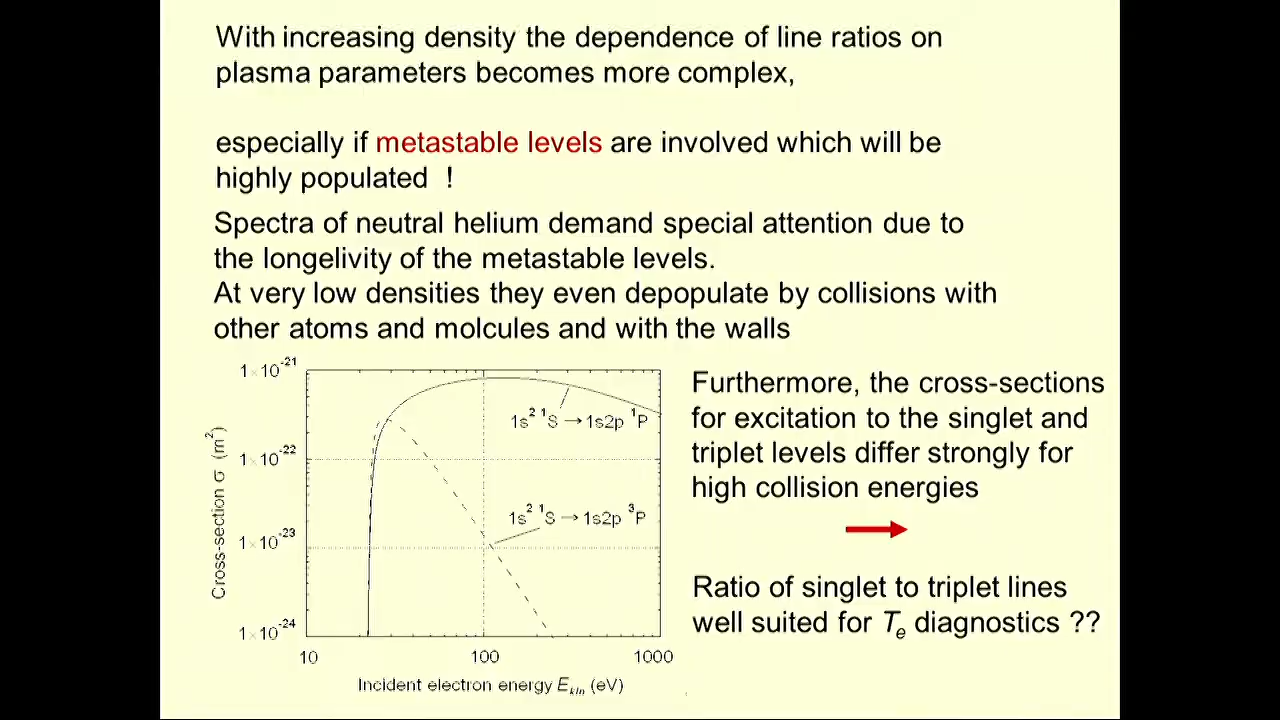 With increasing density the dependence of line ratios on
plasma parameters becomes more complex,
especially if metastable levels are involved which will be
highly populated !
Spectra of neutral helium demand special attention due to
the longelivity of the metastable levels.
At very low densities they even depopulate by collisions with
other atoms and molcules and with the walls
1×10⁻²¹
1×10⁻²²
1×10⁻²³
1×10⁻²⁴
Cross-section σ (m²)
1s² ¹S → 1s2p ¹P
1s² ¹S → 1s2p ³P
10 100 1000
Incident electron energy E_kin (eV)
Furthermore, the cross-sections
for excitation to the singlet and
triplet levels differ strongly for
high collision energies
Ratio of singlet to triplet lines
well suited for Tₑ diagnostics ??